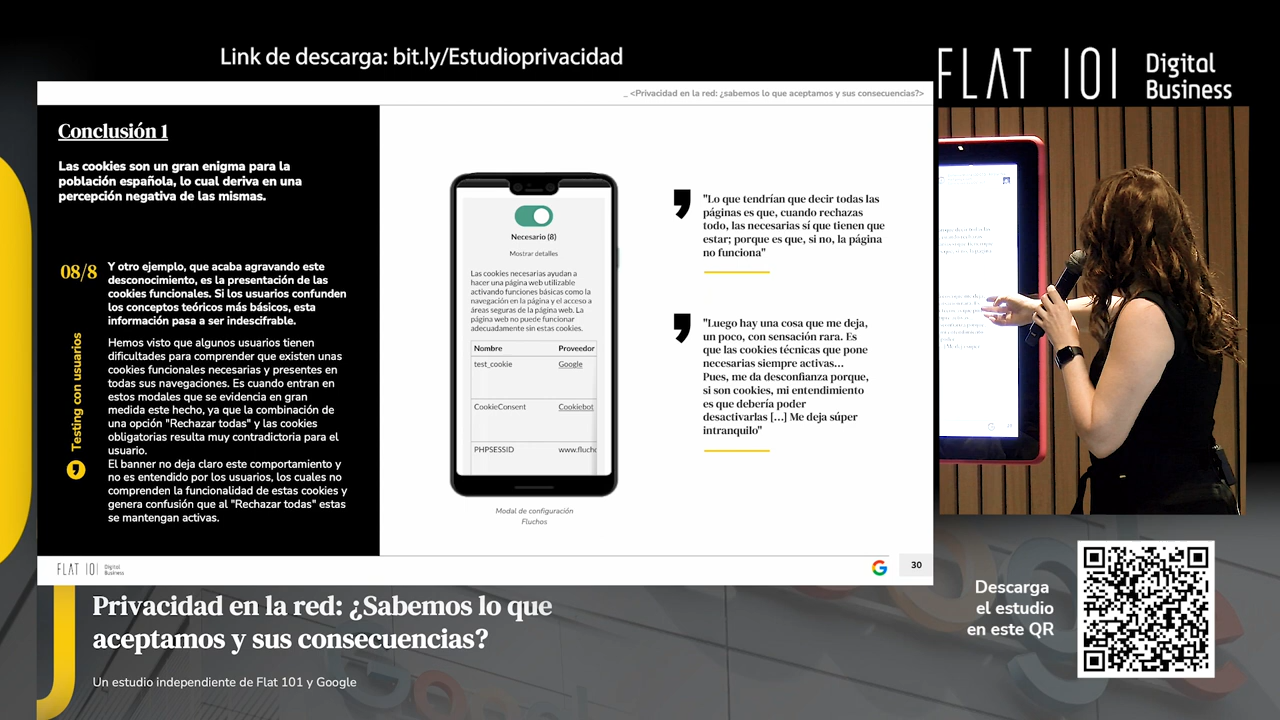 Link de descarga: bit.ly/Estudioprivacidad
FLAT 101 Digital
Business
_ <Privacidad en la red: ¿sabemos lo que aceptamos y sus consecuencias?>
Conclusión 1
Las cookies son un gran enigma para la
población española, lo cual deriva en una
percepción negativa de las mismas.
08/8
Y otro ejemplo, que acaba agravando este
desconocimiento, es la presentación de las
cookies funcionales. Si los usuarios confunden
los conceptos teóricos más básicos, esta
información pasa a ser indescifrable.
Testing con usuarios
Hemos visto que algunos usuarios tienen
dificultades para comprender que existen unas
cookies funcionales necesarias y presentes en
todas sus navegaciones. Es cuando entran en
estos modales que se evidencia en gran
medida este hecho, ya que la combinación de
una opción "Rechazar todas" y las cookies
obligatorias resulta muy contradictoria para el
usuario.
El banner no deja claro este comportamiento y
no es entendido por los usuarios, los cuales no
comprenden la funcionalidad de estas cookies y
genera confusión que al "Rechazar todas" estas
se mantengan activas.
Necesario (8)
Mostrar detalles
Las cookies necesarias ayudan a
hacer una página web utilizable
activando funciones básicas como la
navegación en la página y el acceso a
áreas seguras de la página web. La
página web no puede funcionar
adecuadamente sin estas cookies.
Nombre Proveedor
test_cookie Google
CookieConsent Cookiebot
PHPSESSID www.fluch
Modal de configuración
Fluchos
"Lo que tendrían que decir todas las
páginas es que, cuando rechazas
todo, las necesarias sí que tienen que
estar; porque es que, si no, la página
no funciona"
"Luego hay una cosa que me deja,
un poco, con sensación rara. Es
que las cookies técnicas que pone
necesarias siempre activas...
Pues, me da desconfianza porque,
si son cookies, mi entendimiento
es que debería poder
desactivarlas [...] Me deja súper
intranquilo"
FLAT 101 Digital
Business
G
30
Privacidad en la red: ¿Sabemos lo que
aceptamos y sus consecuencias?
Un estudio independiente de Flat 101 y Google
Descarga
el estudio
en este QR